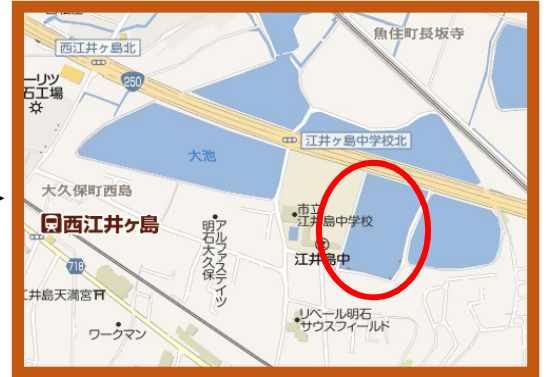 魚住町長坂寺
西江井ヶ島北
250
ーリツ
石工場
江井ヶ島中学校北
大池
大久保町西島
西江井ヶ島
市立
江井島中学校
江井島中
アルファステイツ
明石大久保
718
江井島天満宮
リベール明石
サウスフィールド
ワークマン